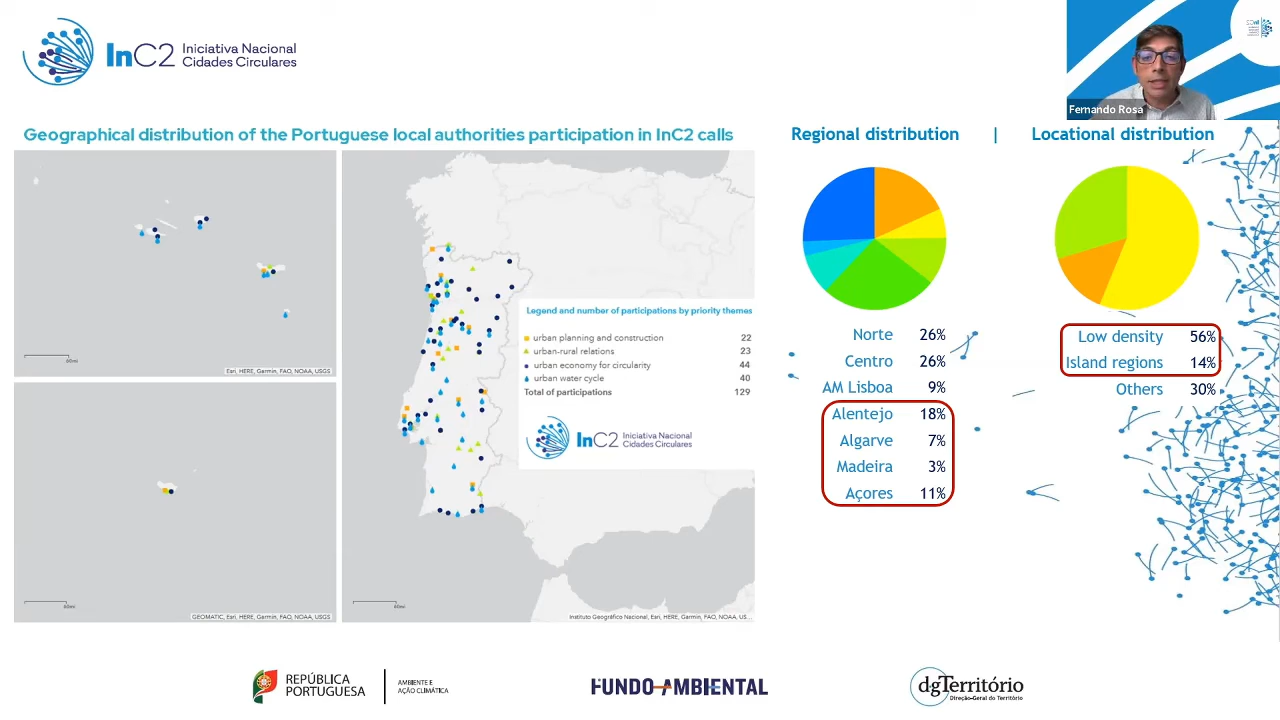 InC2 Iniciativa Nacional
Cidades Circulares
Fernando Rosa
Geographical distribution of the Portuguese local authorities participation in InC2 calls
Regional distribution | Locational distribution
Legend and number of participations by priority themes
urban planning and construction 22
urban-rural relations 23
urban economy for circularity 44
urban water cycle 40
Total of participations 129
InC2 Iniciativa Nacional
Cidades Circulares
60mi
Esri, HERE, Garmin, FAO, NOAA, USGS
60mi
GEOMATIC, Esri, HERE, Garmin, FAO, NOAA, USGS
60mi
Instituto Geográfico Nacional, Esri, HERE, Garmin, FAO, NOAA, US...
Norte 26%
Centro 26%
AM Lisboa 9%
Alentejo 18%
Algarve 7%
Madeira 3%
Açores 11%
Low density 56%
Island regions 14%
Others 30%
REPÚBLICA
PORTUGUESA
AMBIENTE E
AÇÃO CLIMÁTICA
FUNDO AMBIENTAL
dgTerritório
Direção-Geral do Território